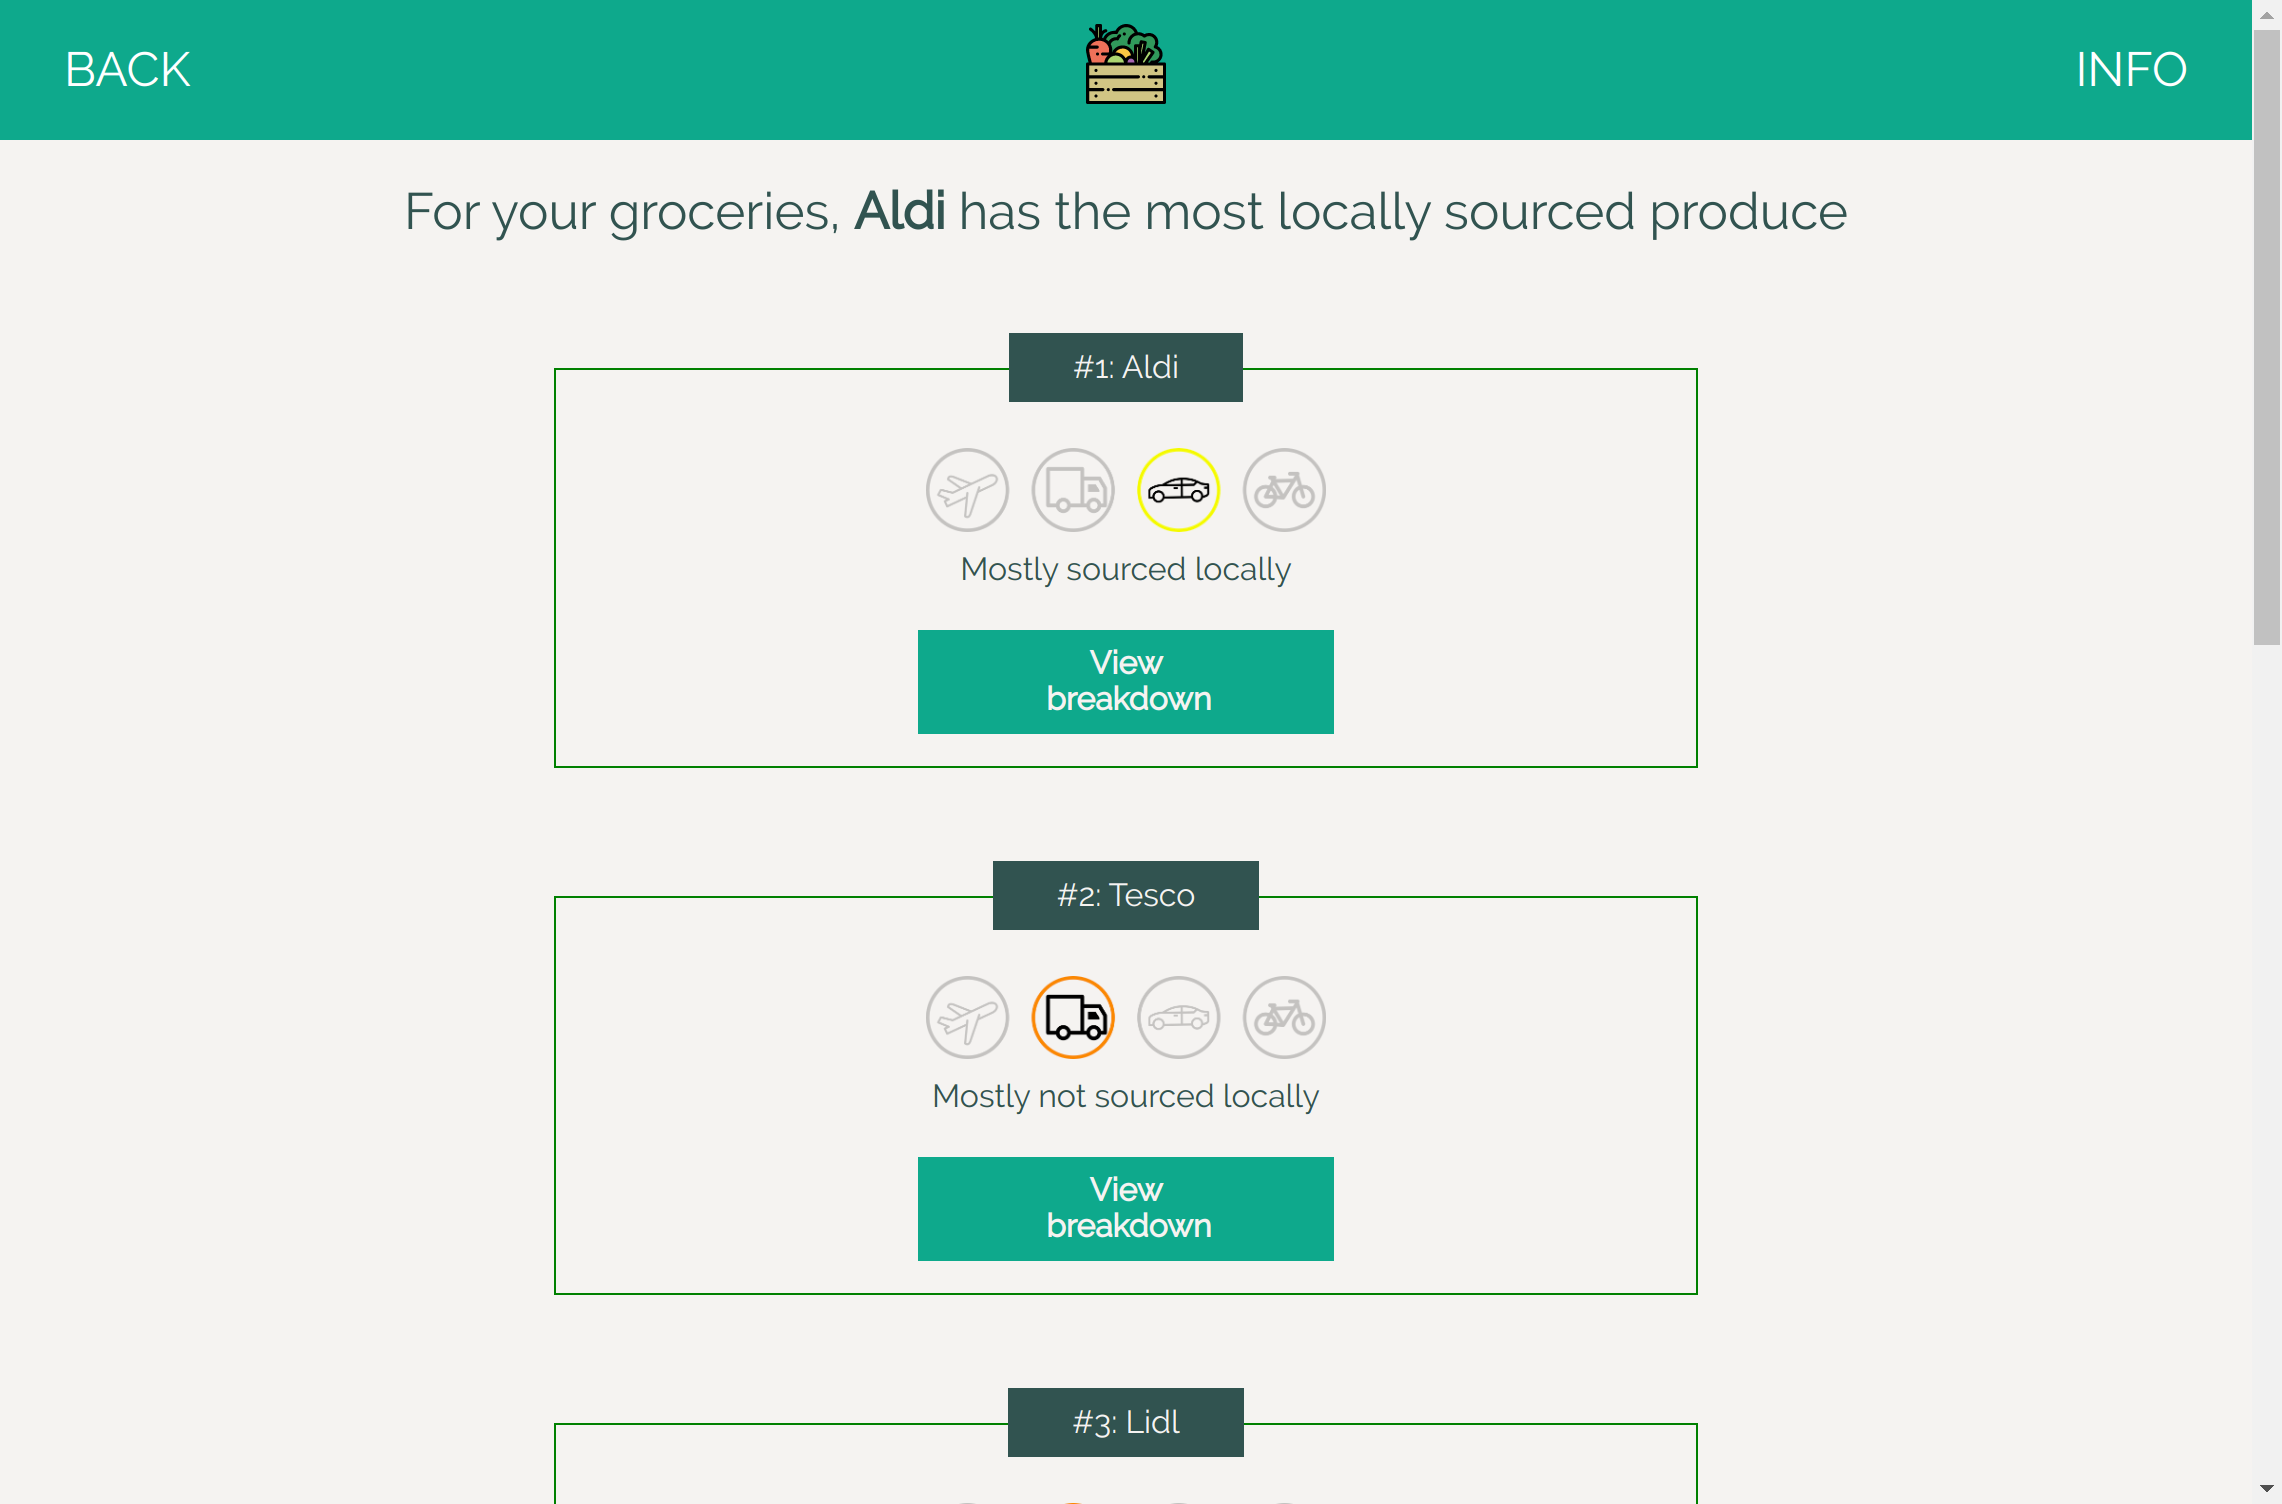 BACK
INFO
For your groceries, Aldi has the most locally sourced produce
#1: Aldi
Mostly sourced locally
View
breakdown
#2: Tesco
Mostly not sourced locally
View
breakdown
#3: Lidl